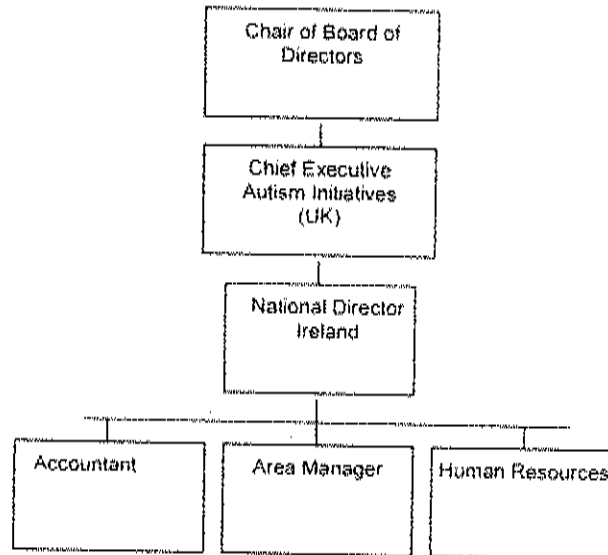 Chair of Board of
Directors
Chief Executive
Autism Initiatives
(UK)
National Director
Ireland
Accountant
Area Manager
Human Resources